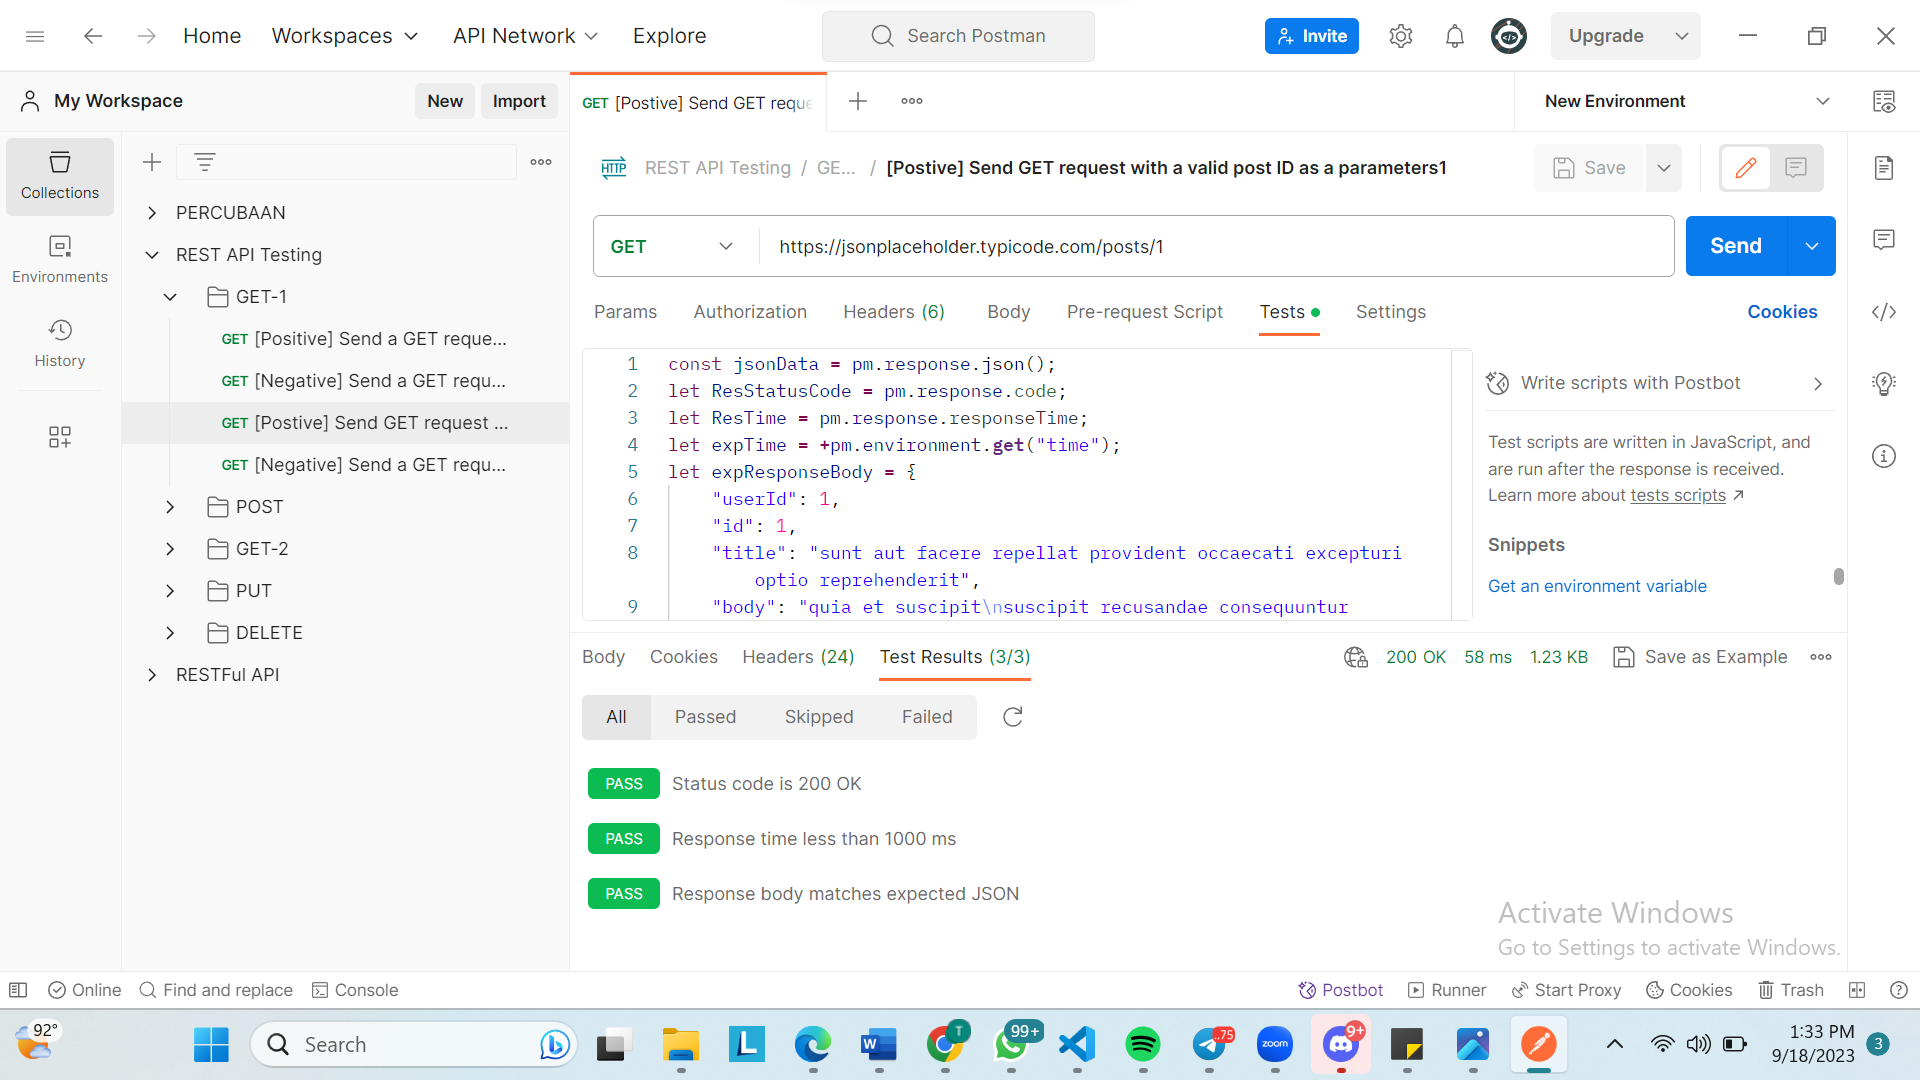 Home Workspaces API Network Explore Search Postman Invite Upgrade
My Workspace New Import GET [Postive] Send GET reque New Environment
Collections
Environments
History
PERCUBAAN
REST API Testing
GET-1
GET [Positive] Send a GET reque...
GET [Negative] Send a GET requ...
GET [Postive] Send GET request ...
GET [Negative] Send a GET requ...
POST
GET-2
PUT
DELETE
RESTFul API
HTTP REST API Testing / GE... / [Postive] Send GET request with a valid post ID as a parameters1 Save
GET https://jsonplaceholder.typicode.com/posts/1 Send
Params Authorization Headers (6) Body Pre-request Script Tests Settings Cookies
1 const jsonData = pm.response.json();
2 let ResStatusCode = pm.response.code;
3 let ResTime = pm.response.responseTime;
4 let expTime = +pm.environment.get("time");
5 let expResponseBody = {
6 "userId": 1,
7 "id": 1,
8 "title": "sunt aut facere repellat provident occaecati excepturi
optio reprehenderit",
9 "body": "quia et suscipit\nsuscipit recusandae consequuntur
Write scripts with Postbot
Test scripts are written in JavaScript, and
are run after the response is received.
Learn more about tests scripts
Snippets
Get an environment variable
Body Cookies Headers (24) Test Results (3/3) 200 OK 58 ms 1.23 KB Save as Example
All Passed Skipped Failed
PASS Status code is 200 OK
PASS Response time less than 1000 ms
PASS Response body matches expected JSON
Activate Windows
Go to Settings to activate Windows.
Online Find and replace Console Postbot Runner Start Proxy Cookies Trash
92° Search L W T 99+ ..75 zoom 9+ 1:33 PM
9/18/2023 3